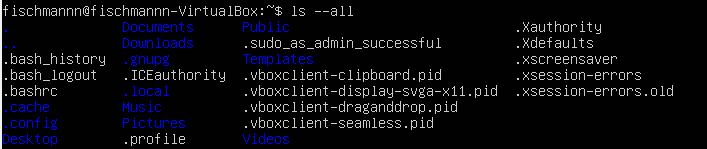 fischmannn@fischmannn-VirtualBox:~$ ls --all
. Documents Public .Xauthority
.. Downloads .sudo_as_admin_successful .Xdefaults
.bash_history .gnupg Templates .xscreensaver
.bash_logout .ICEauthority .vboxclient-clipboard.pid .xsession-errors
.bashrc .local .vboxclient-display-svga-x11.pid .xsession-errors.old
.cache Music .vboxclient-draganddrop.pid
.config Pictures .vboxclient-seamless.pid
Desktop .profile Videos